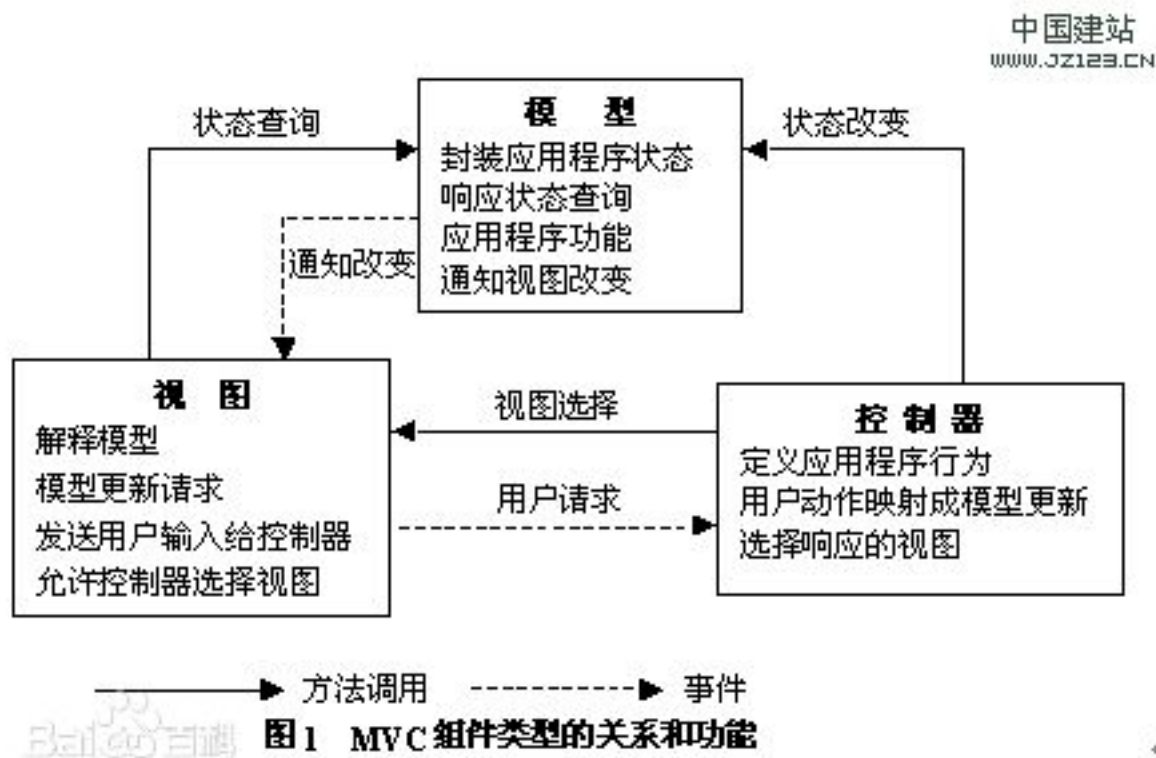 中国建站
WWW.JZ123.CN
状态查询
模 型
状态改变
封装应用程序状态
响应状态查询
应用程序功能
通知视图改变
通知改变
视 图
解释模型
模型更新请求
发送用户输入给控制器
允许控制器选择视图
视图选择
用户请求
控 制 器
定义应用程序行为
用户动作映射成模型更新
选择响应的视图
方法调用
事件
图1 MVC组件类型的关系和功能
Baidu百科